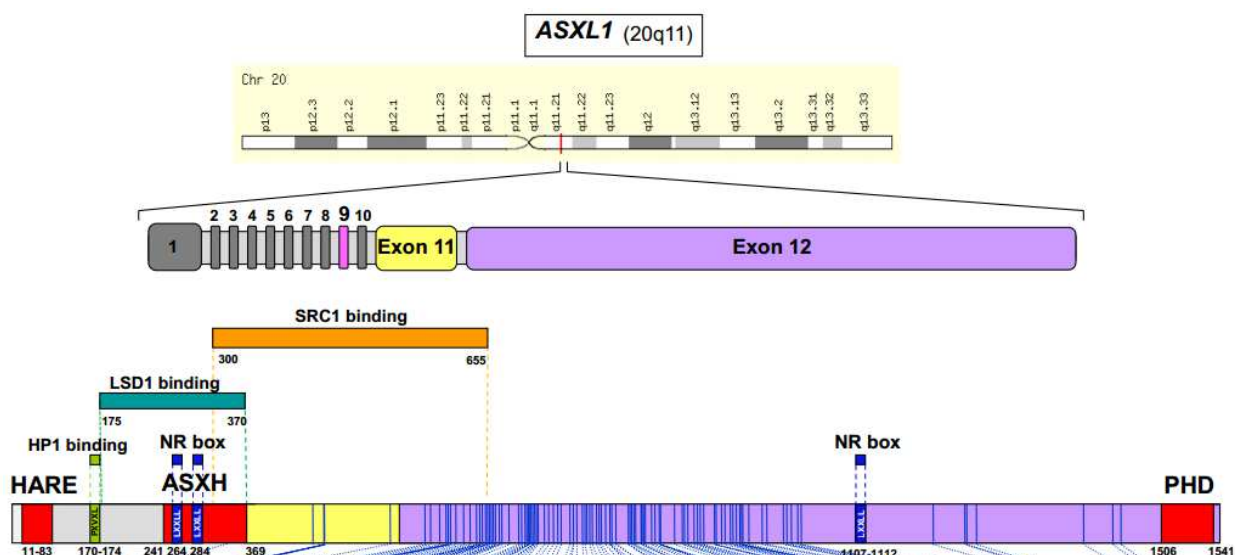 ASXL1 (20q11)
Chr 20
p13 p12.3 p12.2 p12.1 p11.23 p11.22 p11.21 p11.1 q11.1 q11.21 q11.22 q11.23 q12 q13.12 q13.13 q13.2 q13.31 q13.32 q13.33
1 2 3 4 5 6 7 8 9 10 Exon 11 Exon 12
SRC1 binding
300 655
LSD1 binding
175 370
HP1 binding NR box NR box
HARE ASXH PHD
PXVXL LXXLL LXXLL LXXLL
11-83 170-174 241 264 284 369 1107-1112 1506 1541